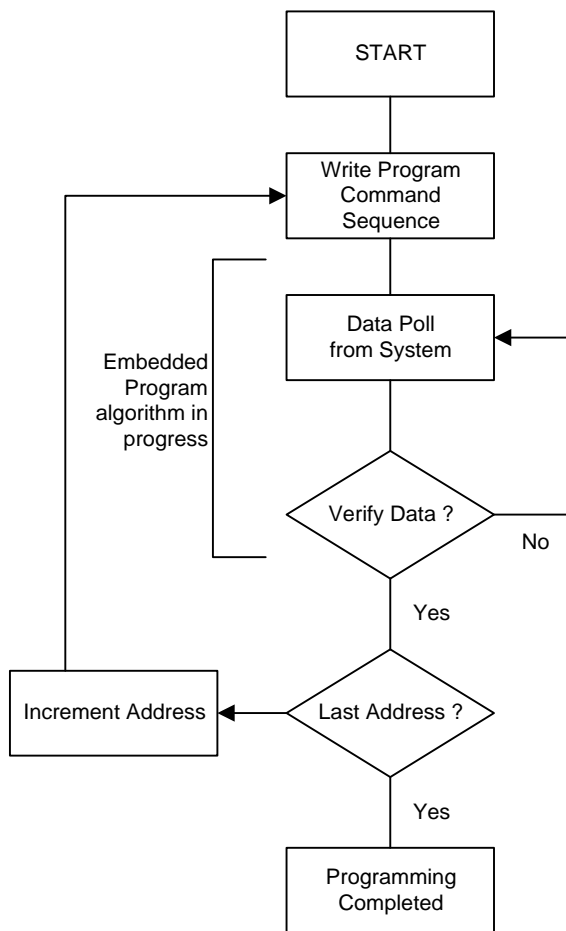 START
Write Program
Command
Sequence
Data Poll
from System
Embedded
Program
algorithm in
progress
Verify Data ?
No
Yes
Increment Address
Last Address ?
Yes
Programming
Completed